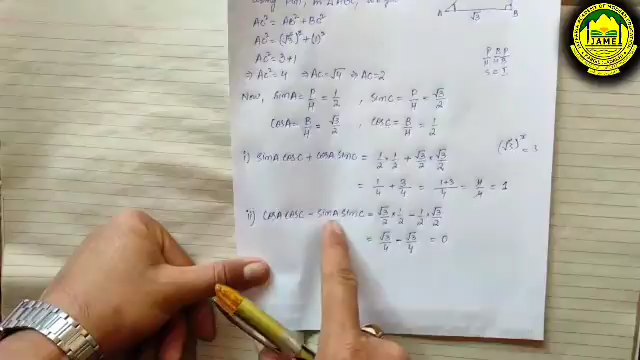 AC² = AB² + BC²
AC² = (√3)² + (1)²
AC² = 3 + 1
⇒ AC² = 4 ⇒ AC = √4 ⇒ AC = 2
A √3 B
P B P
H H B
Now, sinA = P/H = 1/2 , sinC = P/H = √3/2
cosA = B/H = √3/2 , cosC = B/H = 1/2
(√3)² = 3
i) sinA cosC + cosA sinC = 1/2 × 1/2 + √3/2 × √3/2
= 1/4 + 3/4 = 1+3/4 = 4/4 = 1
ii) cosA cosC - sinA sinC = √3/2 × 1/2 - 1/2 × √3/2
= √3/4 - √3/4 = 0
JAME